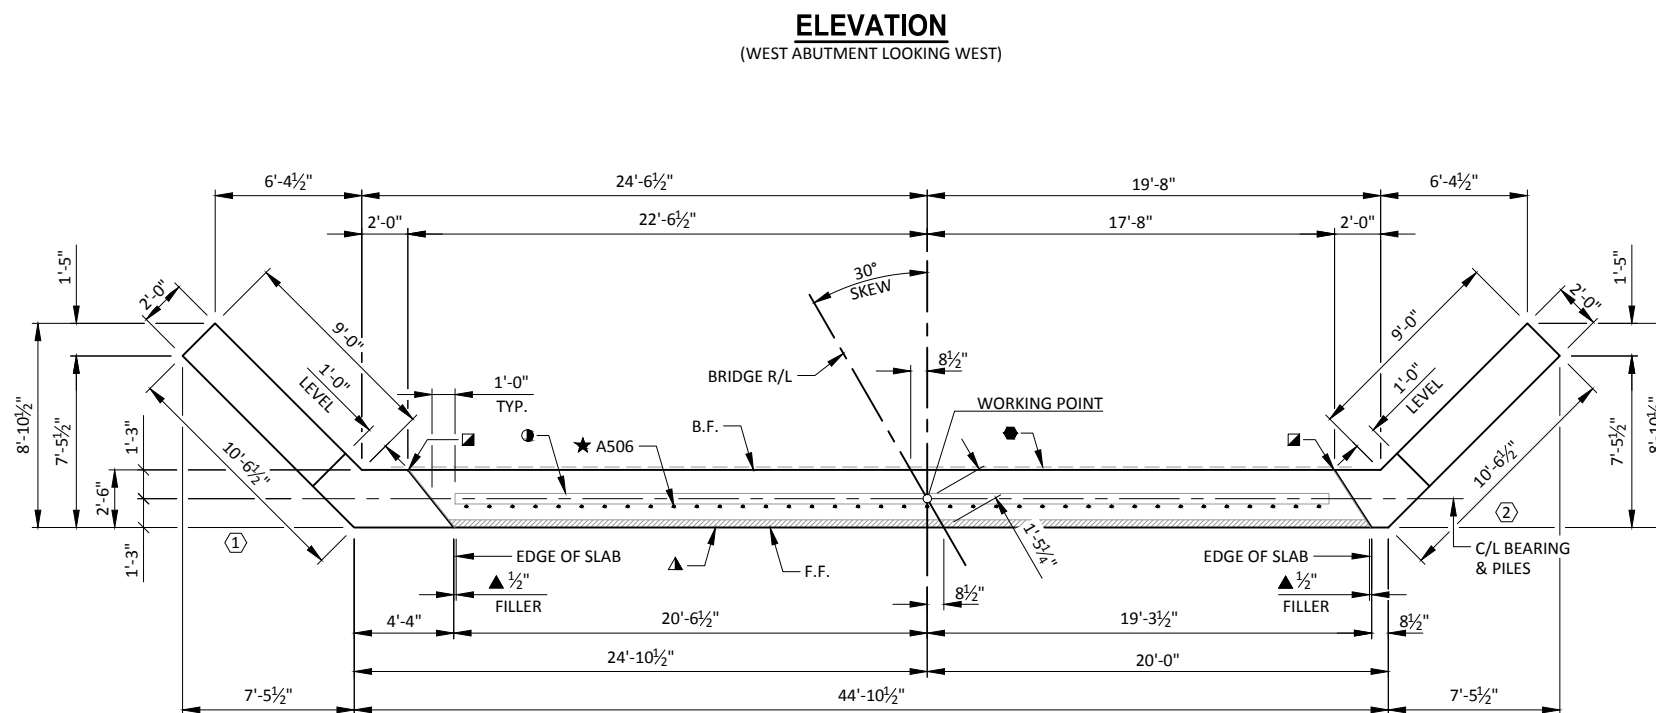 ELEVATION
(WEST ABUTMENT LOOKING WEST)
6'-4½" 24'-6½" 19'-8" 6'-4½"
2'-0" 22'-6½" 17'-8" 2'-0"
1'-5" 1'-5"
30°
SKEW
2'-0" 2'-0"
9'-0" 9'-0"
8½"
BRIDGE R/L
1'-0"
LEVEL
1'-0"
TYP.
1'-0"
LEVEL
WORKING POINT
8'-10½" 7'-5½" 7'-5½" 8'-10½"
1'-3"
B.F.
★ A506
10'-6½" 10'-6½"
2'-6"
1'-3"
1 2
1'-5¼"
EDGE OF SLAB EDGE OF SLAB
C/L BEARING
& PILES
F.F.
▲ ½"
FILLER
▲ ½"
FILLER
8½"
4'-4" 20'-6½" 19'-3½" 8½"
24'-10½" 20'-0"
7'-5½" 44'-10½" 7'-5½"